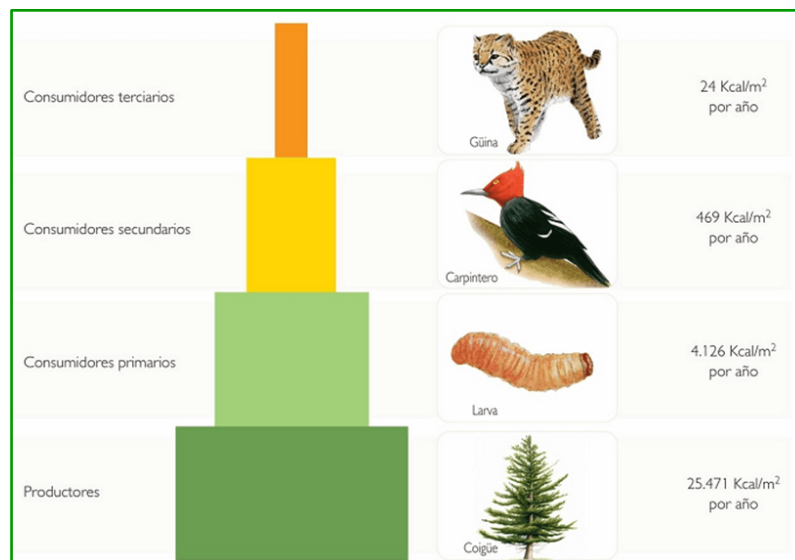 Consumidores terciarios
Güina
24 Kcal/m²
por año
Consumidores secundarios
Carpintero
469 Kcal/m²
por año
Consumidores primarios
Larva
4.126 Kcal/m²
por año
Productores
Coigüe
25.471 Kcal/m²
por año